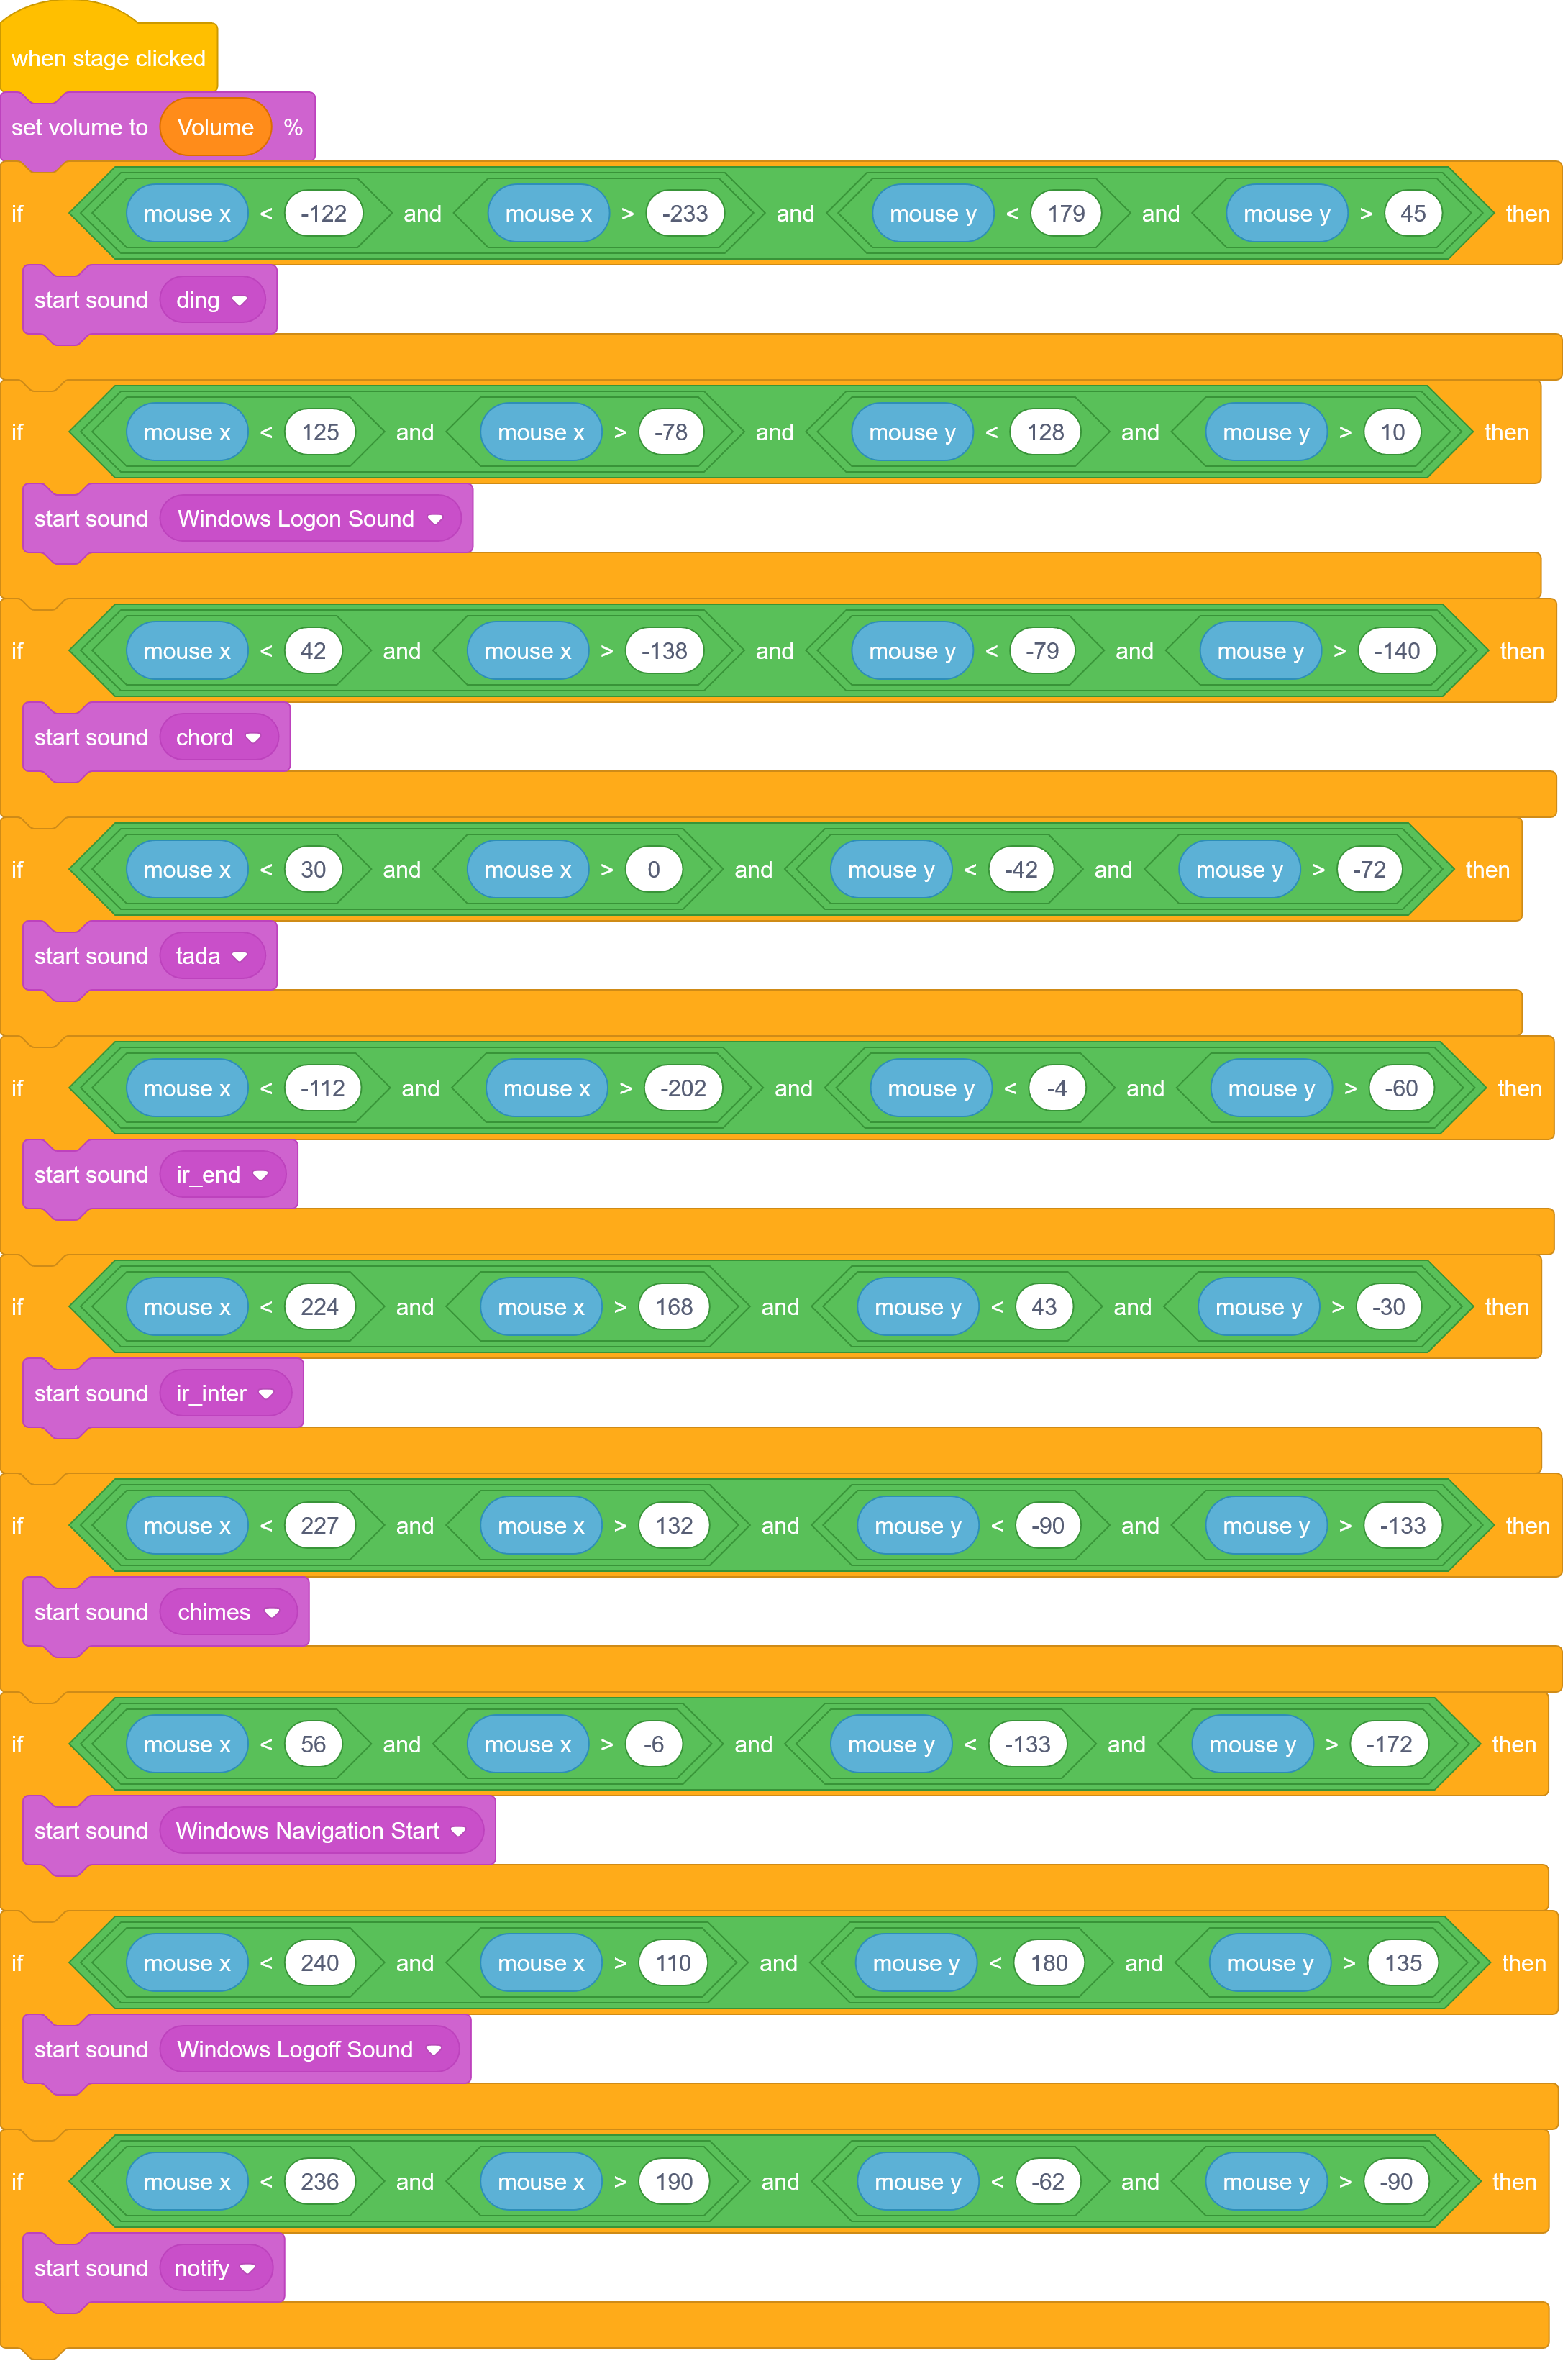 when stage clicked
set volume to Volume %
if mouse x < -122 and mouse x > -233 and mouse y < 179 and mouse y > 45 then
start sound ding
if mouse x < 125 and mouse x > -78 and mouse y < 128 and mouse y > 10 then
start sound Windows Logon Sound
if mouse x < 42 and mouse x > -138 and mouse y < -79 and mouse y > -140 then
start sound chord
if mouse x < 30 and mouse x > 0 and mouse y < -42 and mouse y > -72 then
start sound tada
if mouse x < -112 and mouse x > -202 and mouse y < -4 and mouse y > -60 then
start sound ir_end
if mouse x < 224 and mouse x > 168 and mouse y < 43 and mouse y > -30 then
start sound ir_inter
if mouse x < 227 and mouse x > 132 and mouse y < -90 and mouse y > -133 then
start sound chimes
if mouse x < 56 and mouse x > -6 and mouse y < -133 and mouse y > -172 then
start sound Windows Navigation Start
if mouse x < 240 and mouse x > 110 and mouse y < 180 and mouse y > 135 then
start sound Windows Logoff Sound
if mouse x < 236 and mouse x > 190 and mouse y < -62 and mouse y > -90 then
start sound notify